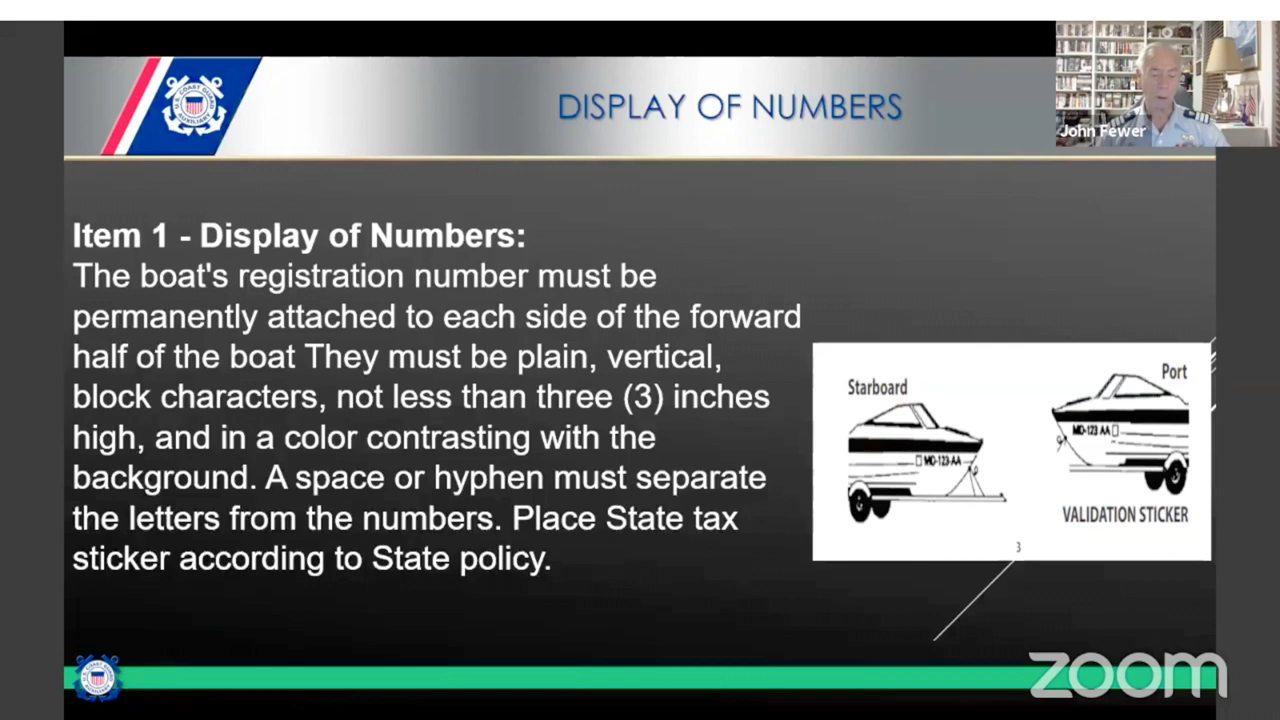 DISPLAY OF NUMBERS
John Fewer
Item 1 - Display of Numbers:
The boat's registration number must be
permanently attached to each side of the forward
half of the boat They must be plain, vertical,
block characters, not less than three (3) inches
high, and in a color contrasting with the
background. A space or hyphen must separate
the letters from the numbers. Place State tax
sticker according to State policy.
Starboard
MD-123-AA
Port
MD-123 AA
VALIDATION STICKER
3
U.S. COAST GUARD
AUXILIARY
zoom